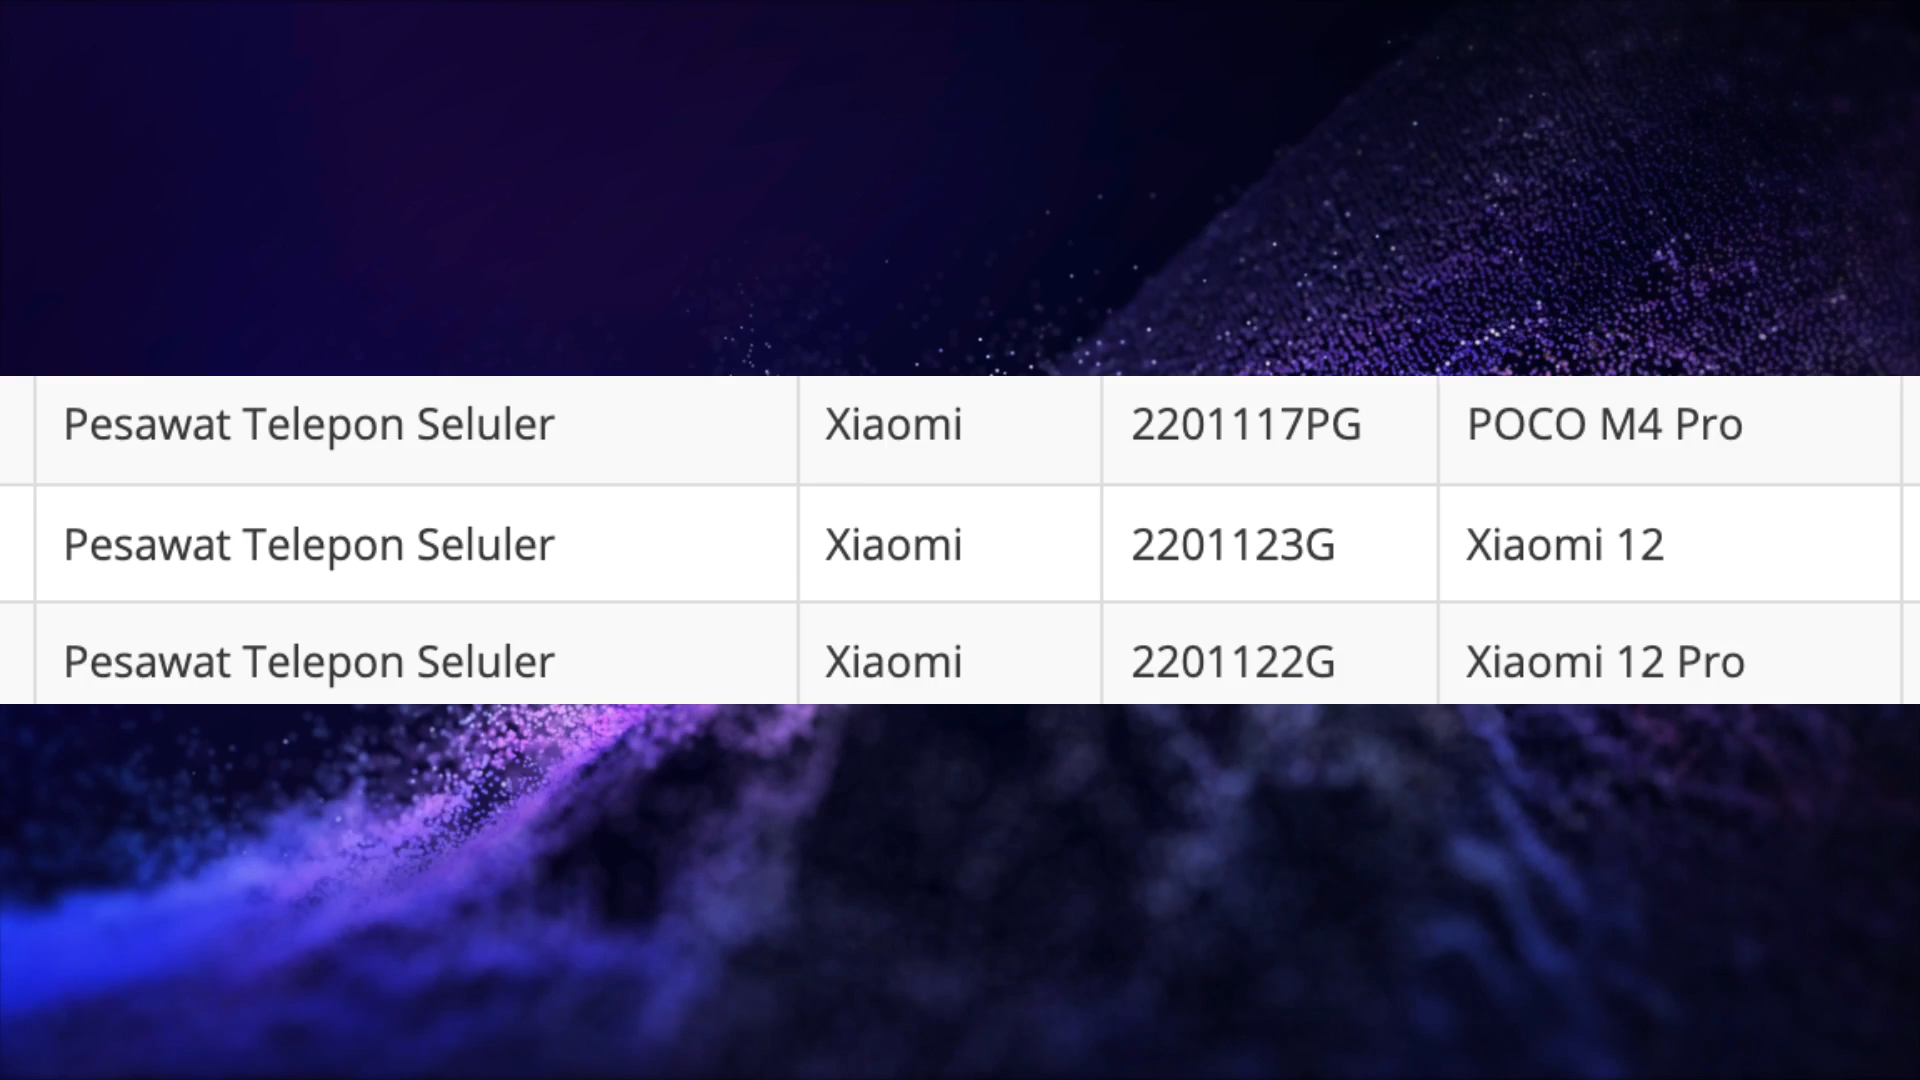 Pesawat Telepon Seluler Xiaomi 2201117PG POCO M4 Pro
Pesawat Telepon Seluler Xiaomi 2201123G Xiaomi 12
Pesawat Telepon Seluler Xiaomi 2201122G Xiaomi 12 Pro